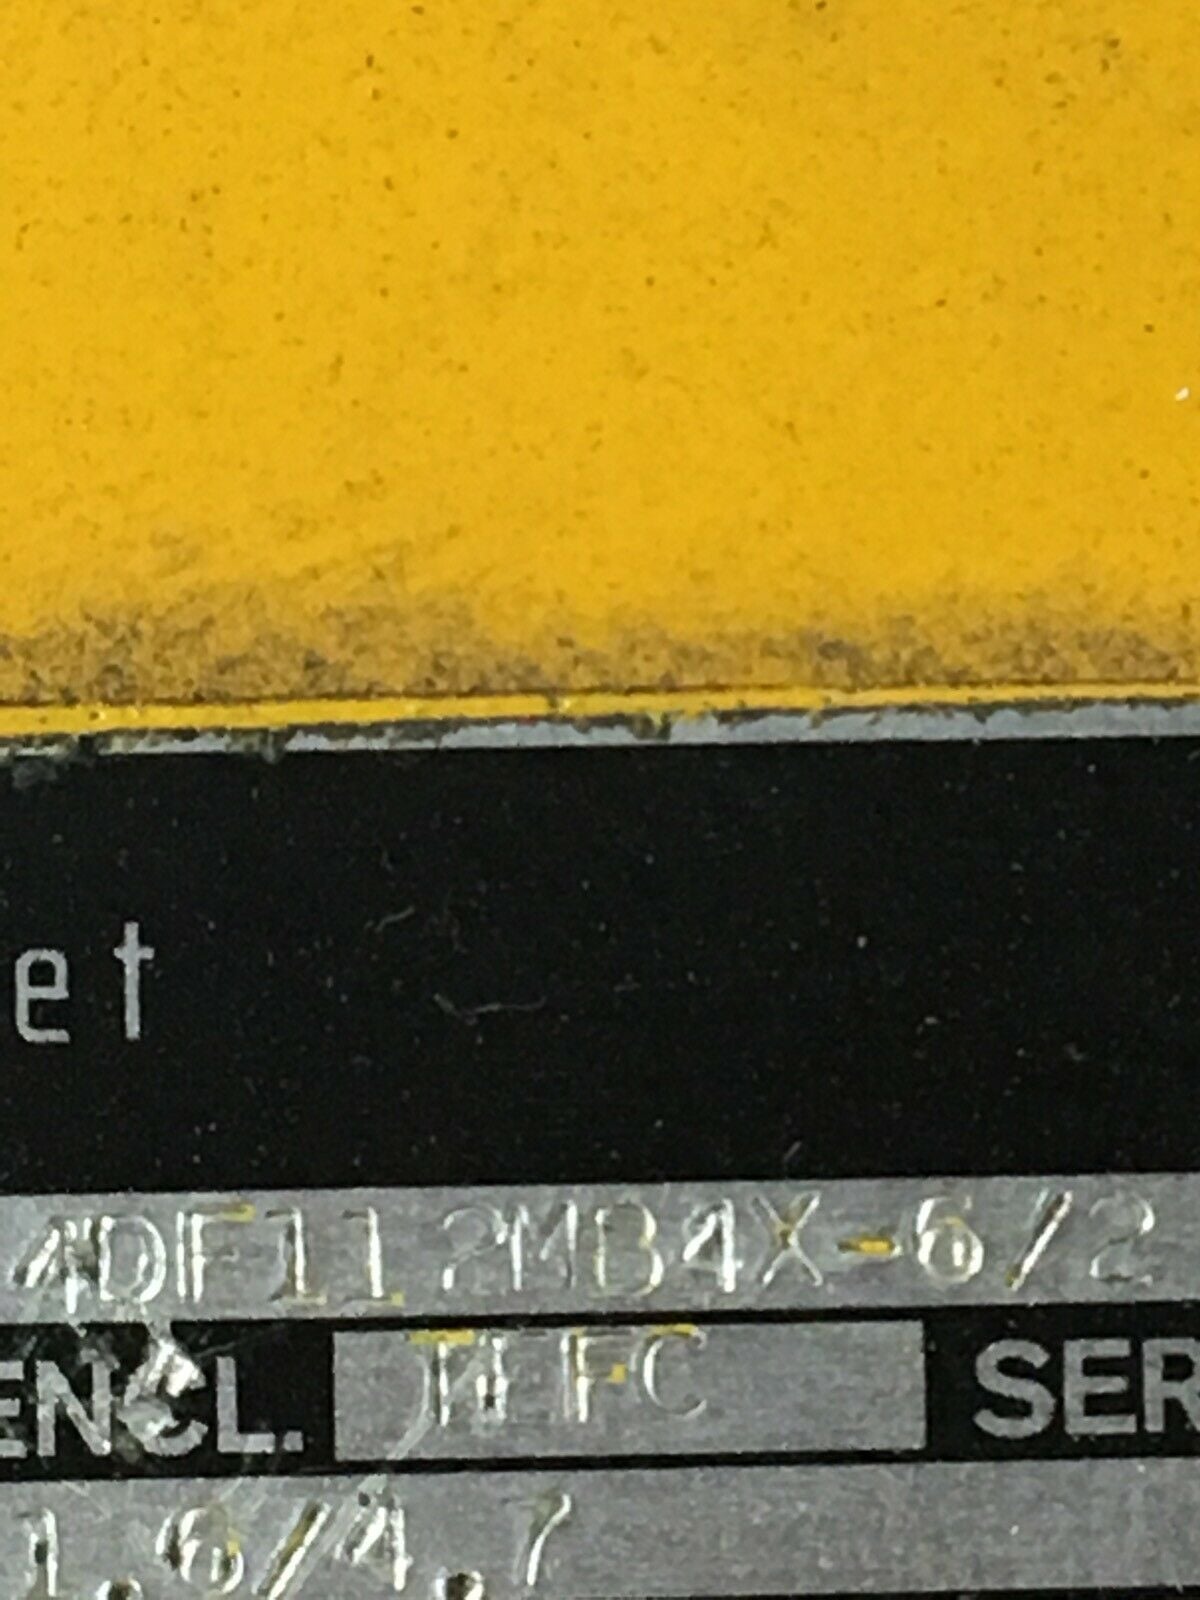 et
4DF112MB4X-6/2
ENCL. TEFC SER
1.6/4.7